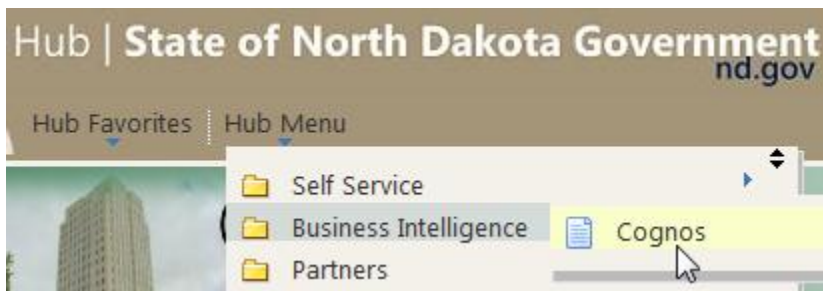 Hub | State of North Dakota Government
nd.gov
Hub Favorites Hub Menu
Self Service
Business Intelligence Cognos
Partners